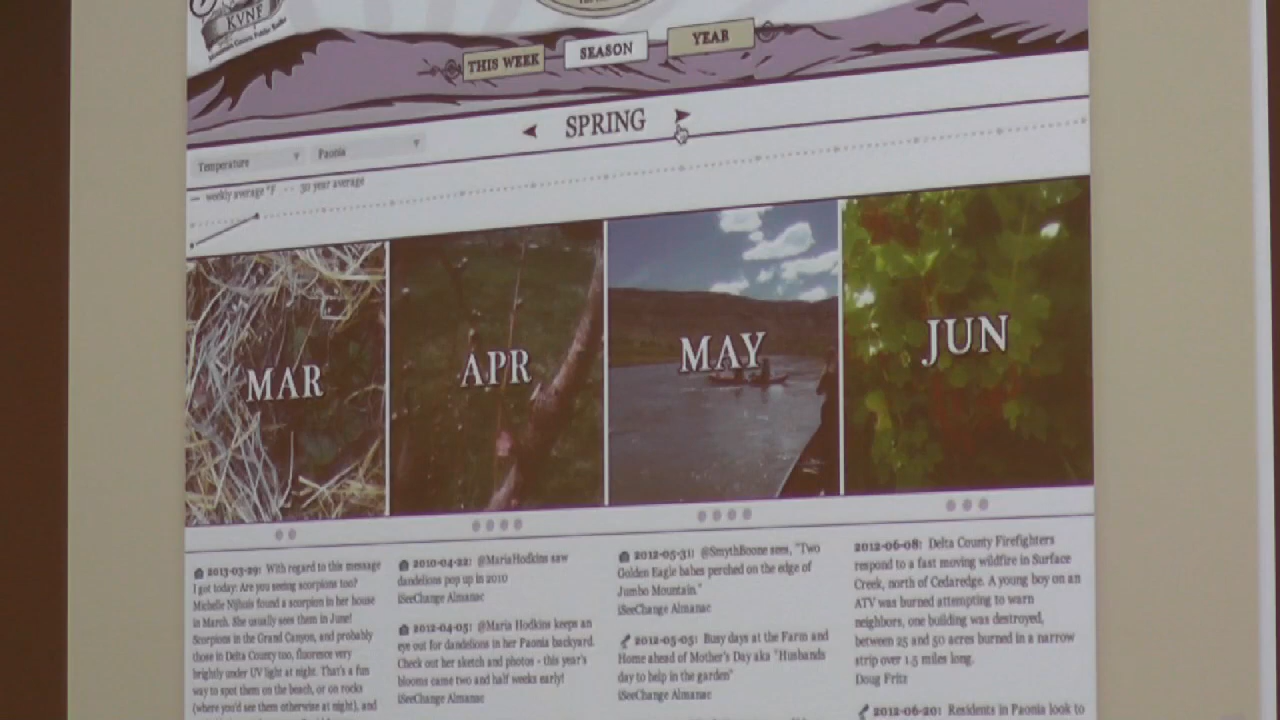 KVNF
THIS WEEK
SEASON
YEAR
SPRING
Temperature
Paonia
weekly average °F
30 year average
MAR
APR
MAY
JUN
2013-03-29: With regard to this message
I got today: Are you seeing scorpions too?
Michelle Nijhuis found a scorpion in her house
in March. She usually sees them in June!
Scorpions in the Grand Canyon, and probably
those in Delta County too, fluoresce very
brightly under UV light at night. That's a fun
way to spot them on the beach, or on rocks
(where you'd see them otherwise at night), and
2010-04-22: @MariaHodkins saw
dandelions pop up in 2010
iSeeChange Almanac
2012-04-05: @Maria Hodkins keeps an
eye out for dandelions in her Paonia backyard.
Check out her sketch and photos - this year's
blooms came two and half weeks early!
iSeeChange Almanac
2012-05-31: @SmythBoone sees, "Two
Golden Eagle babes perched on the edge of
Jumbo Mountain."
iSeeChange Almanac
2012-05-05: Busy days at the Farm and
Home ahead of Mother's Day aka "Husbands
day to help in the garden"
iSeeChange Almanac
2012-06-08: Delta County Firefighters
respond to a fast moving wildfire in Surface
Creek, north of Cedaredge. A young boy on an
ATV was burned attempting to warn
neighbors, one building was destroyed,
between 25 and 50 acres burned in a narrow
strip over 1.5 miles long.
Doug Fritz
2012-06-20: Residents in Paonia look to